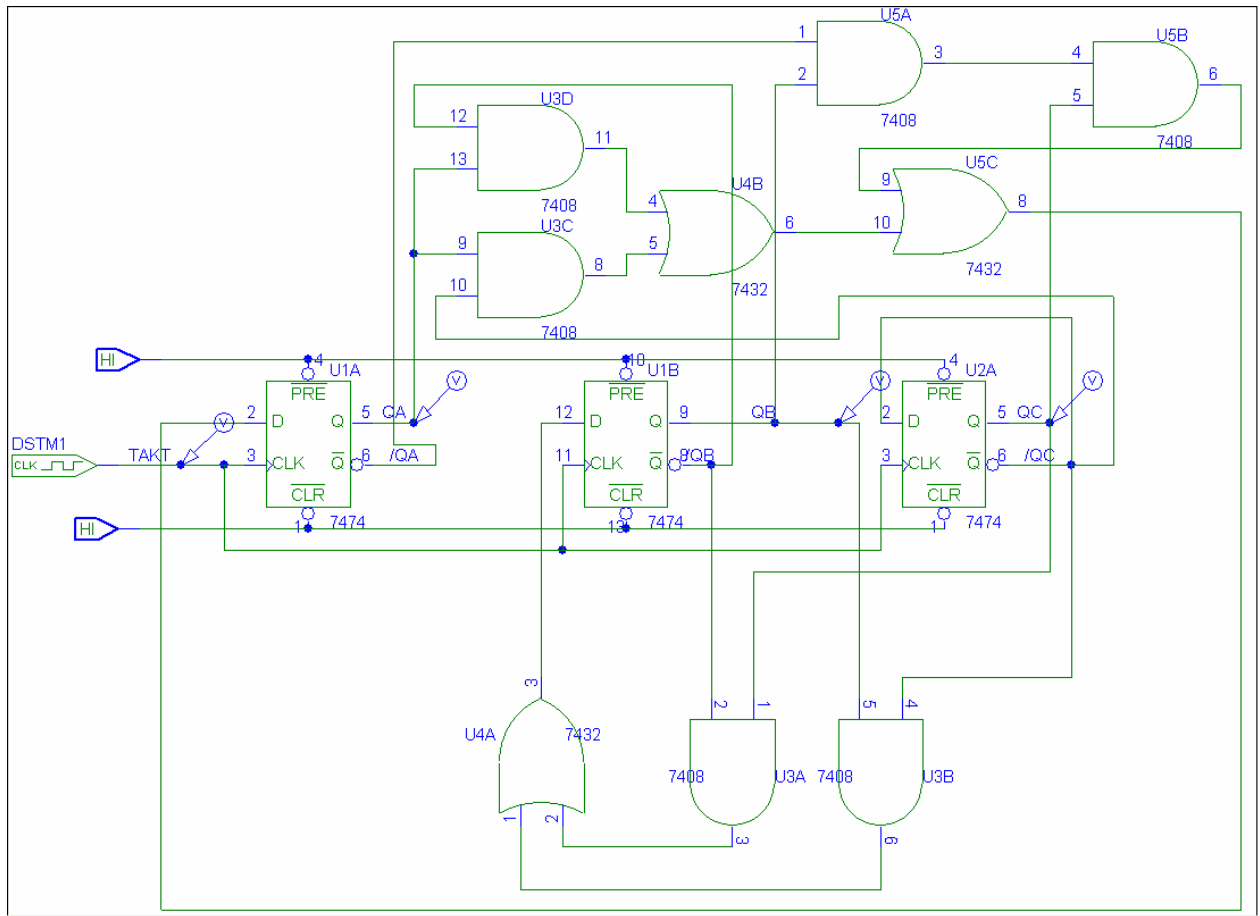 U5A
1
2
3
7408
U5B
4
5
6
7408
U3D
12
13
11
7408
U3C
9
10
8
7408
U4B
4
5
6
7432
U5C
9
10
8
7432
HI
HI
DSTM1
CLK
TAKT
4
U1A
PRE
2
D
Q
5
QA
3
CLK
Q
6
/QA
CLR
1
7474
10
U1B
PRE
12
D
Q
9
QB
11
CLK
Q
8
/QB
CLR
13
7474
4
U2A
PRE
2
D
Q
5
QC
3
CLK
Q
6
/QC
CLR
1
7474
V
V
V
V
3
U4A
7432
1
2
2
1
7408
U3A
3
5
4
7408
U3B
6